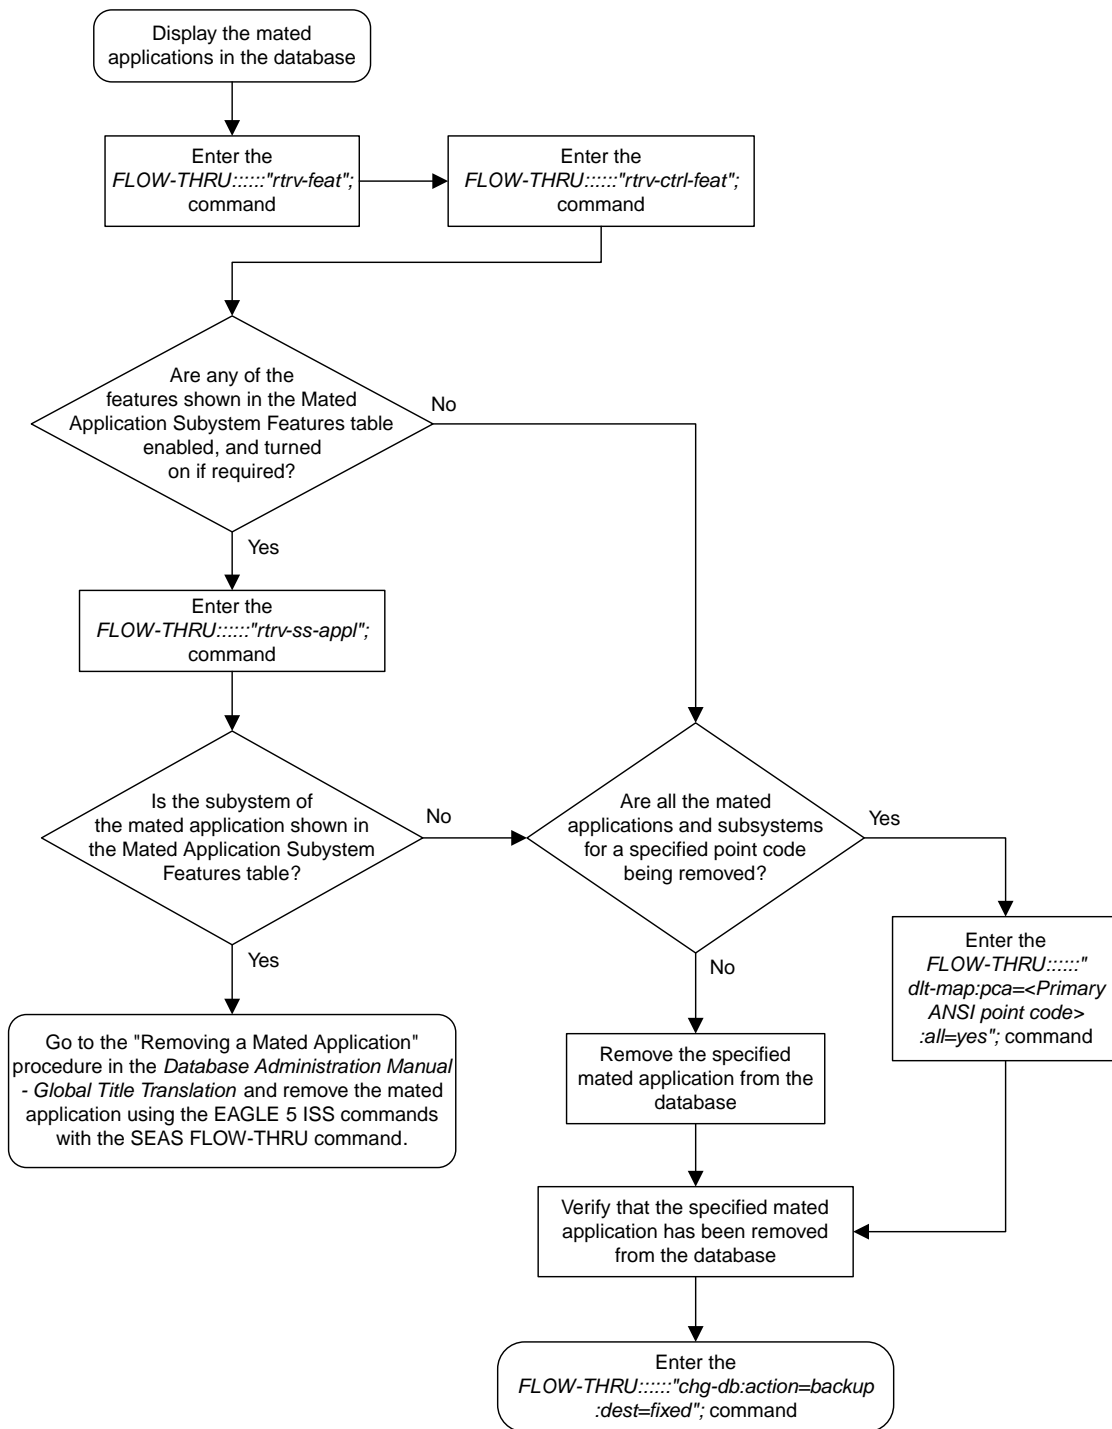 Display the mated
applications in the database
Enter the
FLOW-THRU::::::"rtrv-feat";
command
Enter the
FLOW-THRU::::::"rtrv-ctrl-feat";
command
Are any of the
features shown in the Mated
Application Subystem Features table
enabled, and turned
on if required?
No
Yes
Enter the
FLOW-THRU::::::"rtrv-ss-appl";
command
Is the subystem of
the mated application shown in
the Mated Application Subystem
Features table?
No
Yes
Are all the mated
applications and subsystems
for a specified point code
being removed?
Yes
No
Enter the
FLOW-THRU::::::"
dlt-map:pca=<Primary
ANSI point code>
:all=yes"; command
Go to the "Removing a Mated Application"
procedure in the Database Administration Manual
- Global Title Translation and remove the mated
application using the EAGLE 5 ISS commands
with the SEAS FLOW-THRU command.
Remove the specified
mated application from the
database
Verify that the specified mated
application has been removed
from the database
Enter the
FLOW-THRU::::::"chg-db:action=backup
:dest=fixed"; command